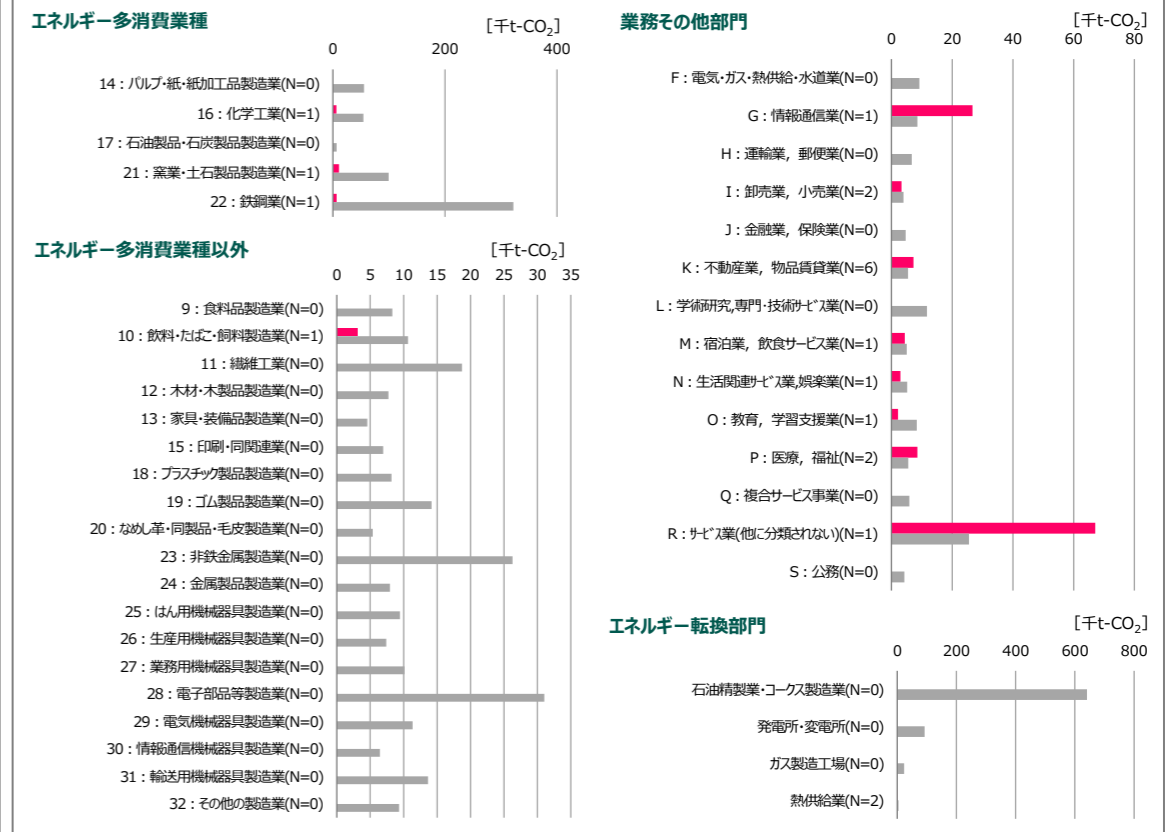 エネルギー多消費業種
[千t-CO2]
0 200 400
14：パルプ・紙・紙加工品製造業(N=0)
16：化学工業(N=1)
17：石油製品・石炭製品製造業(N=0)
21：窯業・土石製品製造業(N=1)
22：鉄鋼業(N=1)
エネルギー多消費業種以外
[千t-CO2]
0 5 10 15 20 25 30 35
9：食料品製造業(N=0)
10：飲料・たばこ・飼料製造業(N=1)
11：繊維工業(N=0)
12：木材・木製品製造業(N=0)
13：家具・装備品製造業(N=0)
15：印刷・同関連業(N=0)
18：プラスチック製品製造業(N=0)
19：ゴム製品製造業(N=0)
20：なめし革・同製品・毛皮製造業(N=0)
23：非鉄金属製造業(N=0)
24：金属製品製造業(N=0)
25：はん用機械器具製造業(N=0)
26：生産用機械器具製造業(N=0)
27：業務用機械器具製造業(N=0)
28：電子部品等製造業(N=0)
29：電気機械器具製造業(N=0)
30：情報通信機械器具製造業(N=0)
31：輸送用機械器具製造業(N=0)
32：その他の製造業(N=0)
業務その他部門
[千t-CO2]
0 20 40 60 80
F：電気・ガス・熱供給・水道業(N=0)
G：情報通信業(N=1)
H：運輸業，郵便業(N=0)
I：卸売業，小売業(N=2)
J：金融業，保険業(N=0)
K：不動産業，物品賃貸業(N=6)
L：学術研究,専門・技術サービス業(N=0)
M：宿泊業，飲食サービス業(N=1)
N：生活関連サービス業,娯楽業(N=1)
O：教育，学習支援業(N=1)
P：医療，福祉(N=2)
Q：複合サービス事業(N=0)
R：サービス業(他に分類されない)(N=1)
S：公務(N=0)
エネルギー転換部門
[千t-CO2]
0 200 400 600 800
石油精製業・コークス製造業(N=0)
発電所・変電所(N=0)
ガス製造工場(N=0)
熱供給業(N=2)